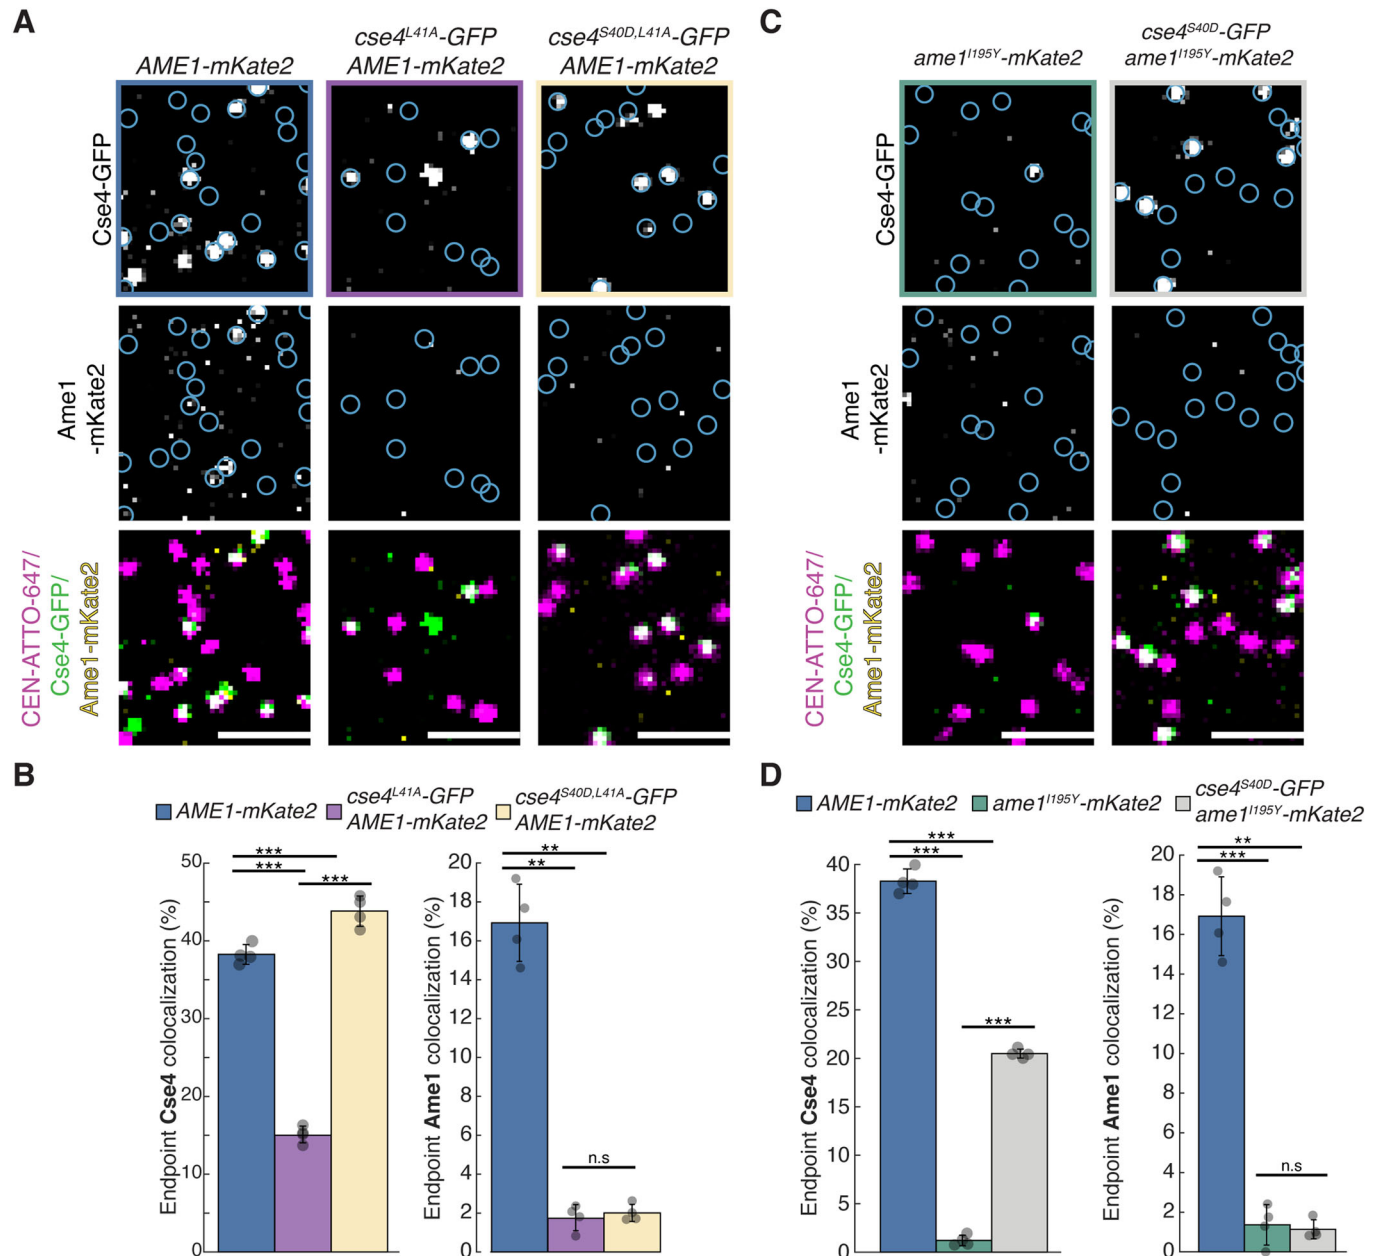 A
AME1-mKate2
cse4L41A-GFP
AME1-mKate2
cse4S40D,L41A-GFP
AME1-mKate2
Cse4-GFP
Ame1
-mKate2
CEN-ATTO-647/
Cse4-GFP/
Ame1-mKate2
C
ame1I195Y-mKate2
cse4S40D-GFP
ame1I195Y-mKate2
Cse4-GFP
Ame1
-mKate2
CEN-ATTO-647/
Cse4-GFP/
Ame1-mKate2
B
AME1-mKate2
cse4L41A-GFP
AME1-mKate2
cse4S40D,L41A-GFP
AME1-mKate2
Endpoint Cse4 colocalization (%)
50
40
30
20
10
0
***
***
***
Endpoint Ame1 colocalization (%)
20
18
16
14
12
10
8
6
4
2
0
**
**
n.s
D
AME1-mKate2
ame1I195Y-mKate2
cse4S40D-GFP
ame1I195Y-mKate2
Endpoint Cse4 colocalization (%)
40
35
30
25
20
15
10
5
0
***
***
***
Endpoint Ame1 colocalization (%)
20
18
16
14
12
10
8
6
4
2
0
**
***
n.s